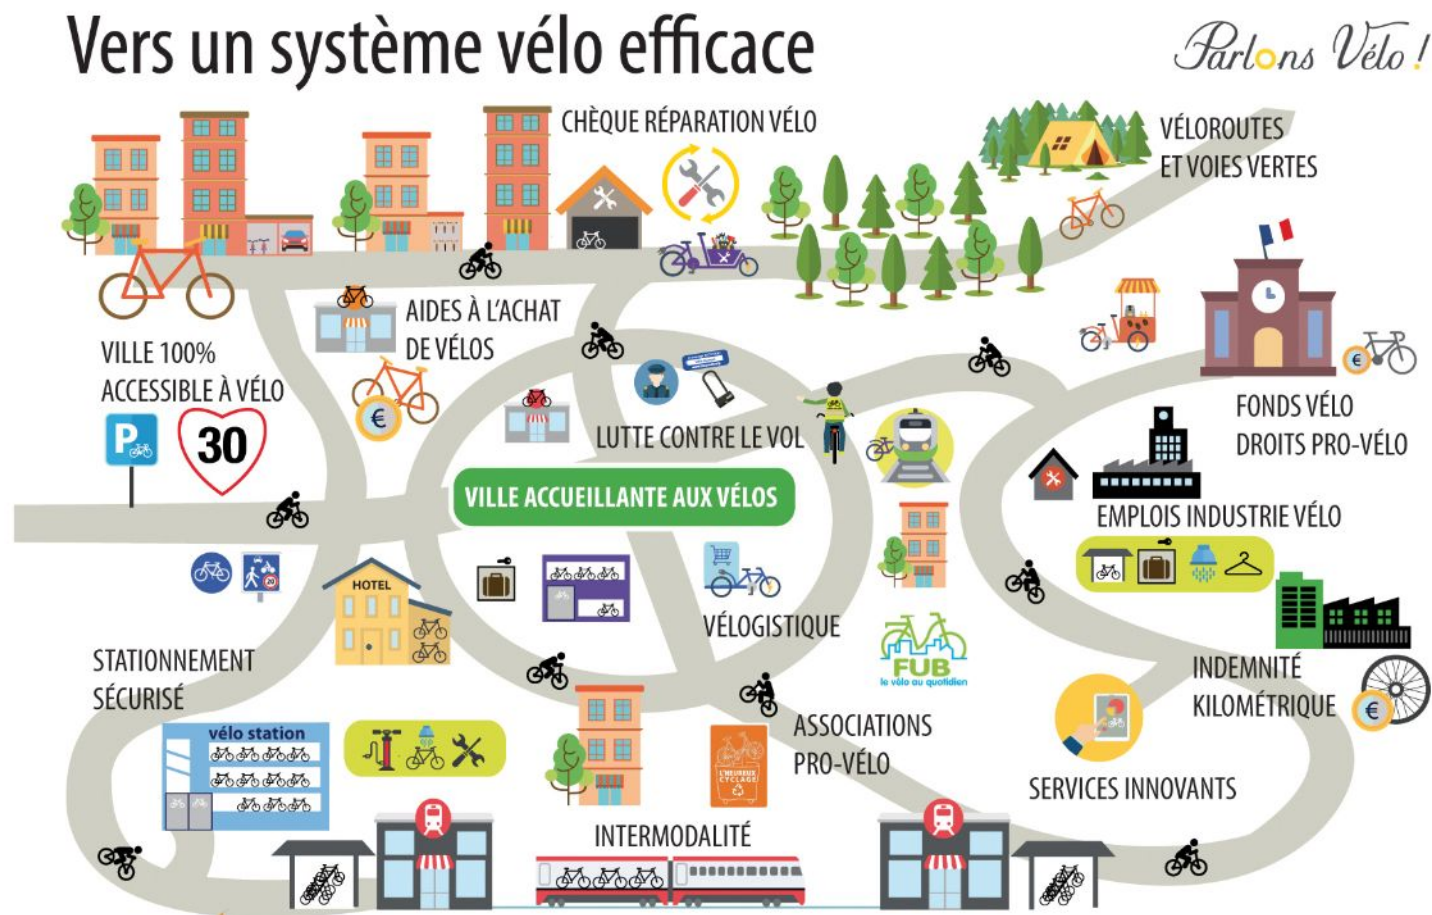 Vers un système vélo efficace
Parlons Vélo !
CHÈQUE RÉPARATION VÉLO
VÉLOROUTES
ET VOIES VERTES
AIDES À L'ACHAT
DE VÉLOS
VILLE 100%
ACCESSIBLE À VÉLO
P
30
€
LUTTE CONTRE LE VOL
€
FONDS VÉLO
DROITS PRO-VÉLO
VILLE ACCUEILLANTE AUX VÉLOS
EMPLOIS INDUSTRIE VÉLO
20
HOTEL
VÉLOGISTIQUE
FUB
le vélo au quotidien
STATIONNEMENT
SÉCURISÉ
INDEMNITÉ
KILOMÉTRIQUE
€
vélo station
ASSOCIATIONS
PRO-VÉLO
L'HEUREUX
CYCLAGE
SERVICES INNOVANTS
INTERMODALITÉ